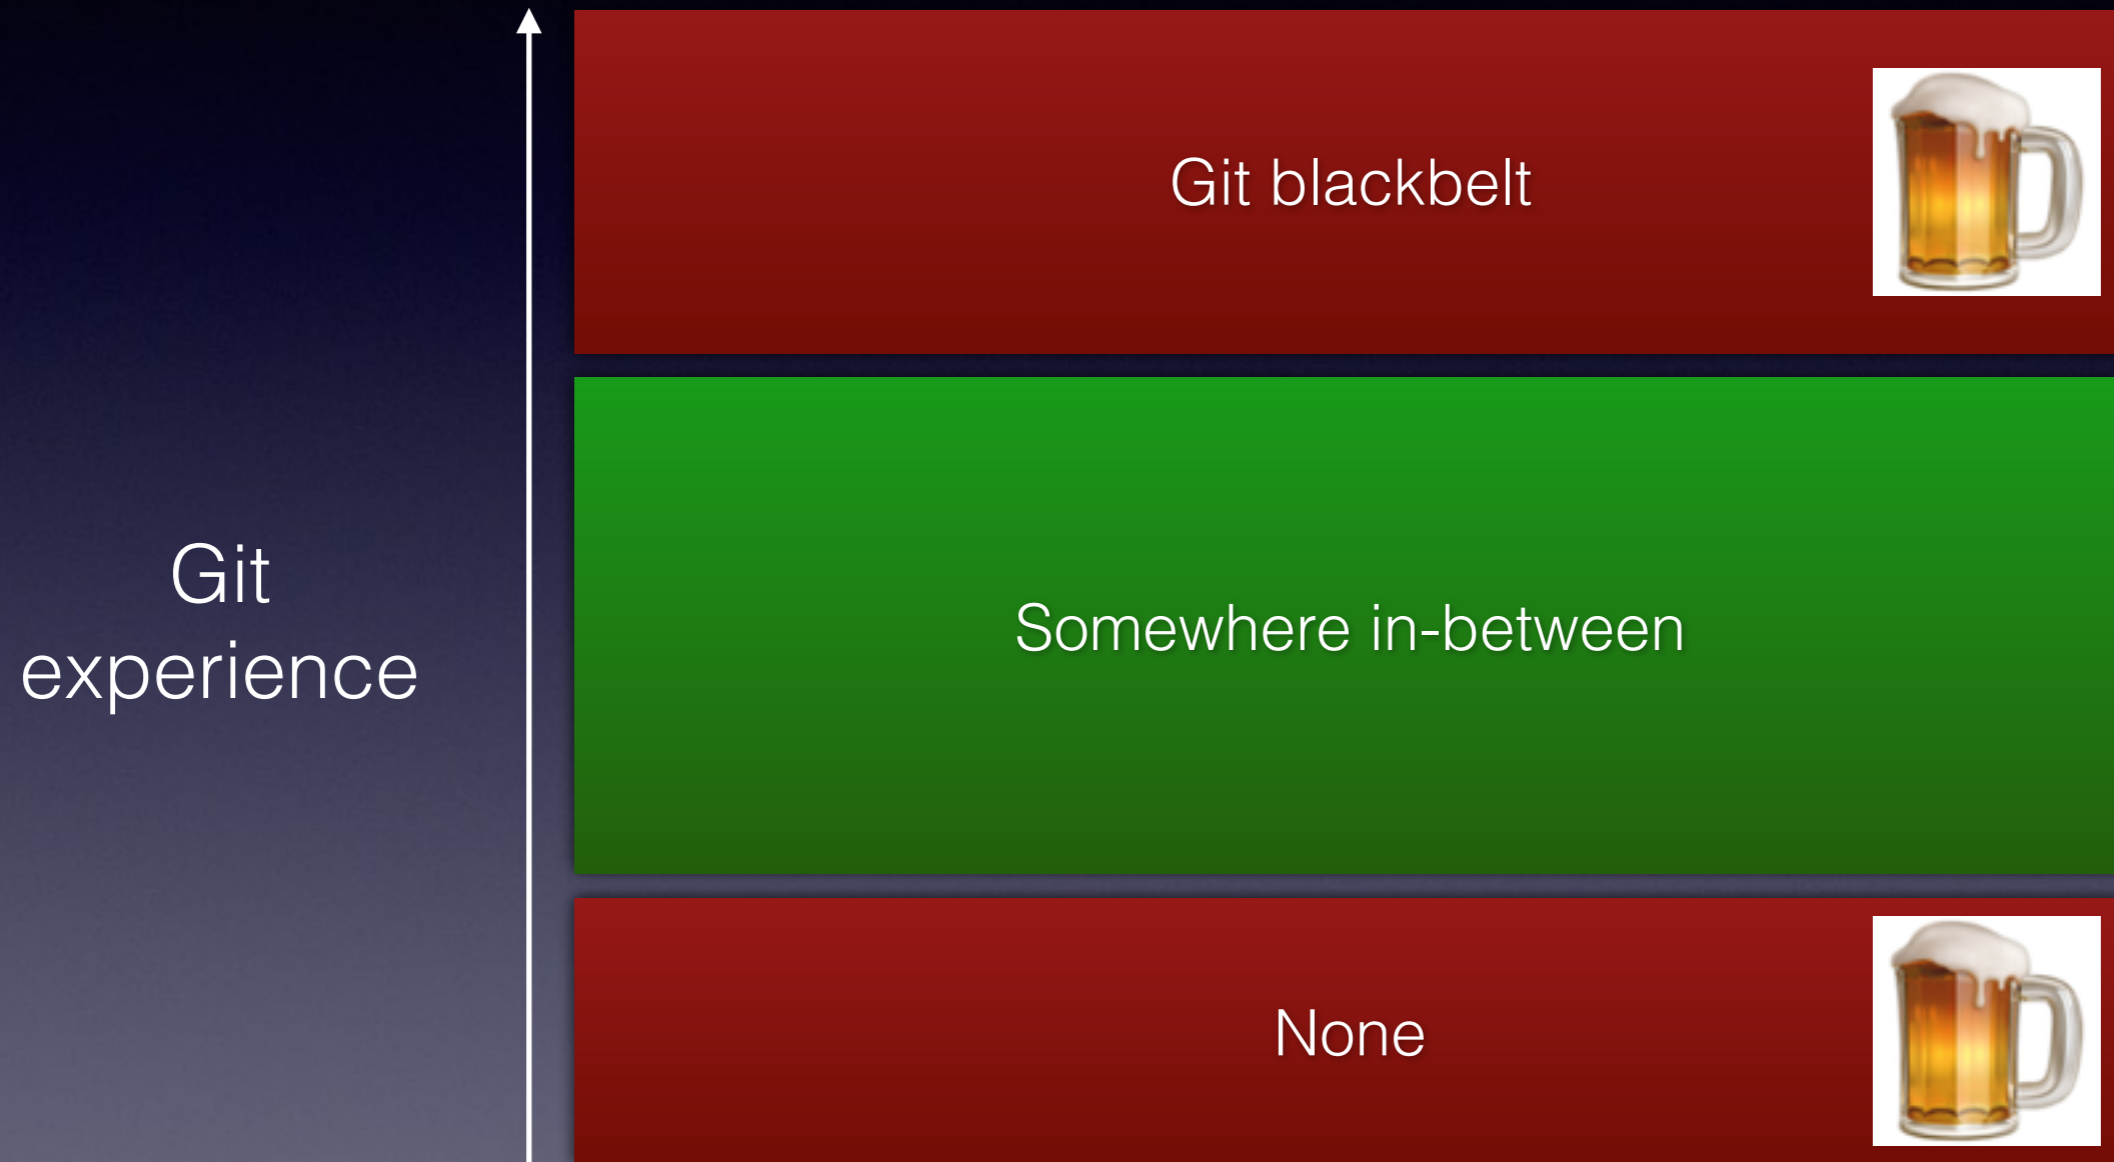 Git
experience
Git blackbelt
Somewhere in-between
None